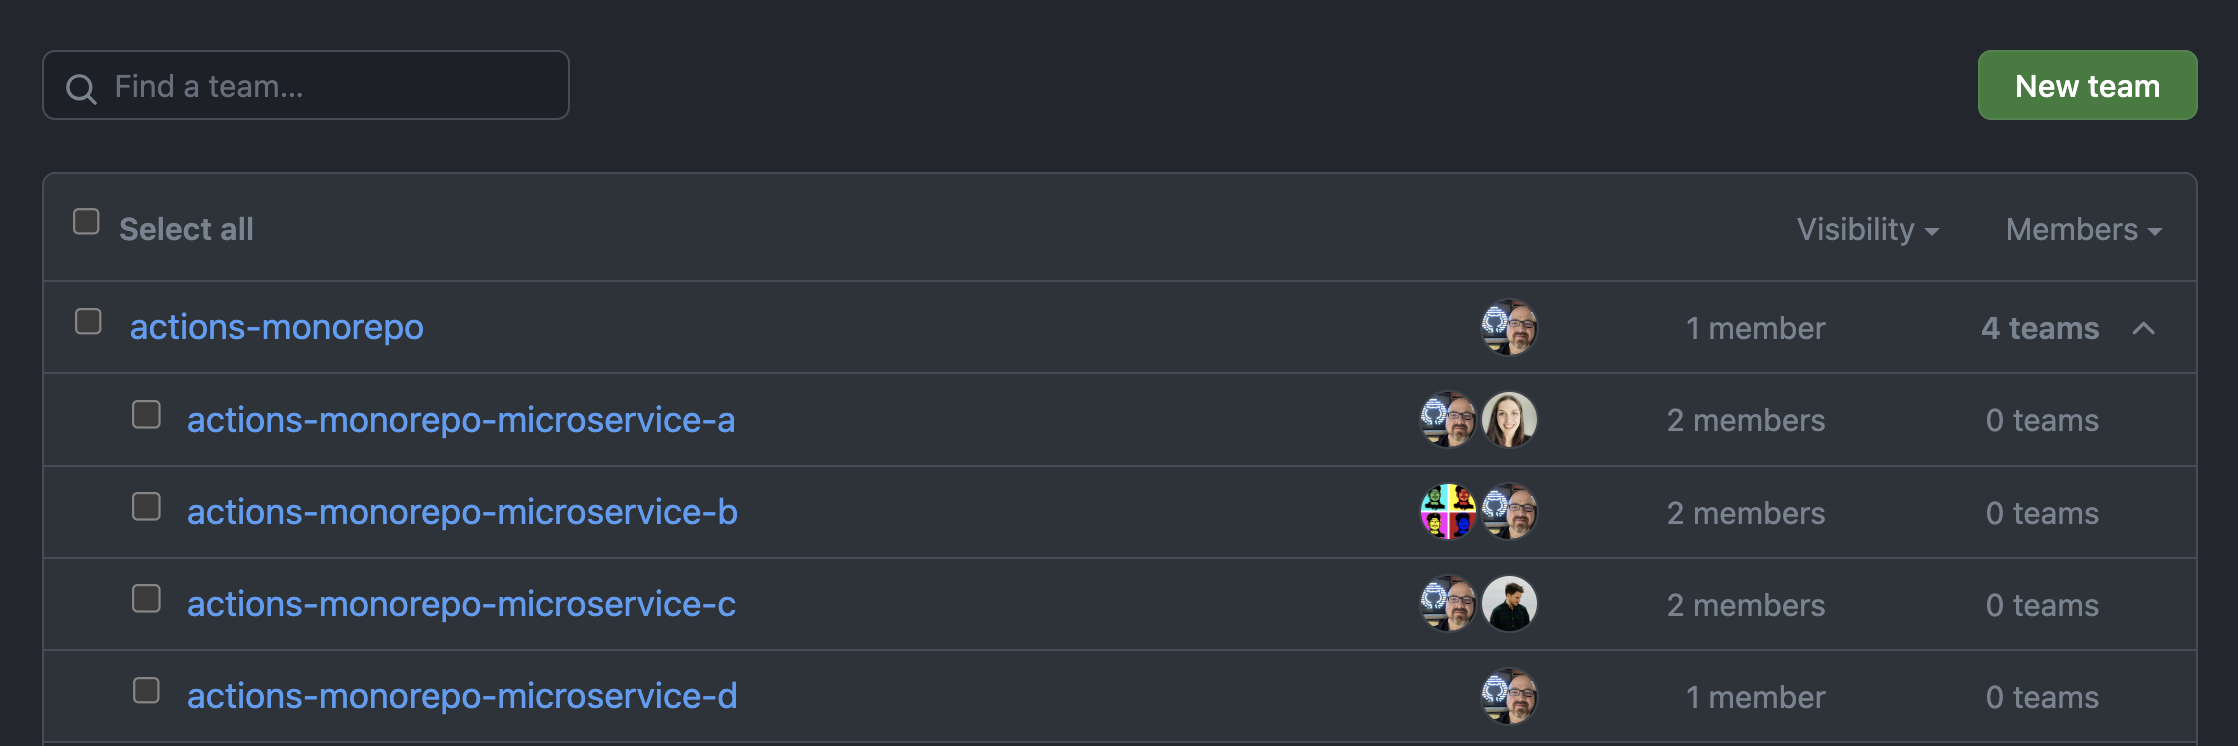 Find a team...
New team
Select all Visibility Members
actions-monorepo 1 member 4 teams
actions-monorepo-microservice-a 2 members 0 teams
actions-monorepo-microservice-b 2 members 0 teams
actions-monorepo-microservice-c 2 members 0 teams
actions-monorepo-microservice-d 1 member 0 teams